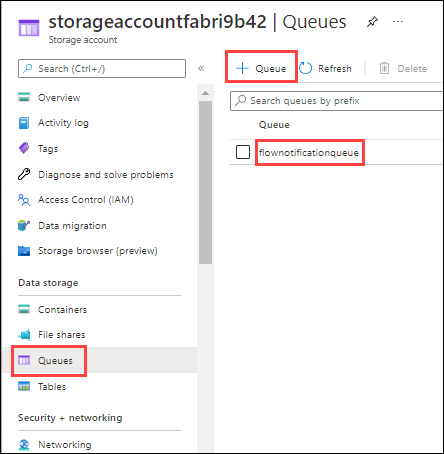 storageaccountfabri9b42 | Queues
Storage account
Search (Ctrl+/)
«
Overview
Activity log
Tags
Diagnose and solve problems
Access Control (IAM)
Data migration
Storage browser (preview)
Data storage
Containers
File shares
Queues
Tables
Security + networking
Networking
+ Queue
Refresh
Delete
Search queues by prefix
Queue
flownotificationqueue